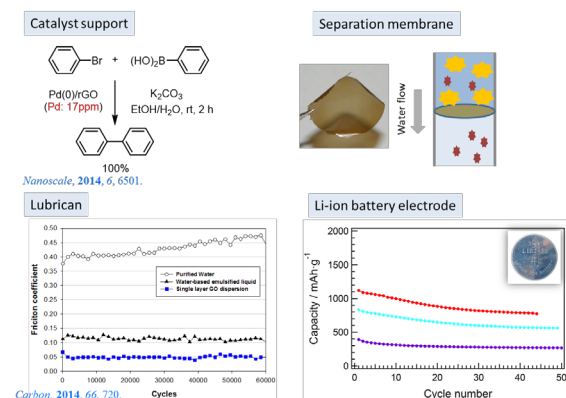 Catalyst support
Br + (HO)₂B
Pd(0)/rGO
(Pd: 17ppm)
K₂CO₃
EtOH/H₂O, rt, 2 h
100%
Nanoscale, 2014, 6, 6501.
Separation membrane
Water flow
Lubrican
Friction coefficient
0.50
0.45
0.40
0.35
0.30
0.25
0.20
0.15
0.10
0.05
0.00
Purified Water
Water-based emulsified liquid
Single layer GO dispersion
0 10000 20000 30000 40000 50000 60000
Cycles
Carbon, 2014, 66, 720.
Li-ion battery electrode
Capacity / mAh·g⁻¹
2000
1500
1000
500
0
0 10 20 30 40 50
Cycle number